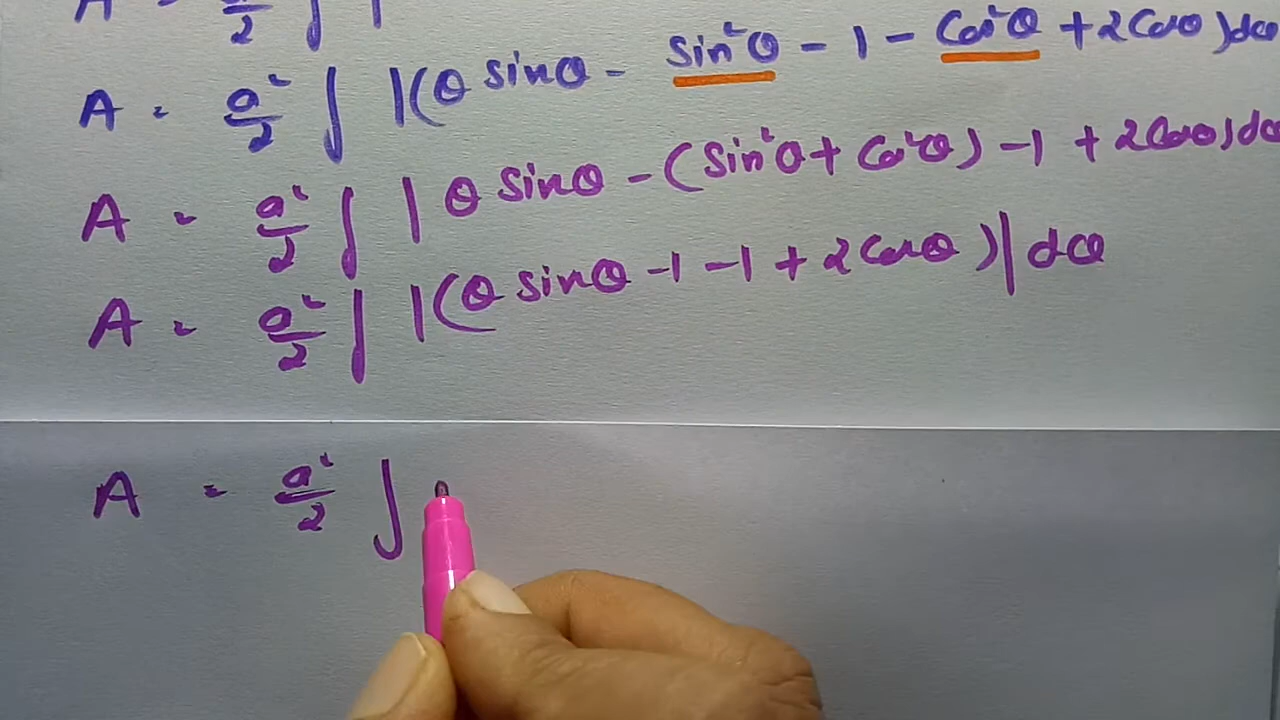 A = a²/2 ∫ |
A = a²/2 ∫ |(θ sinθ - sin²θ - 1 - cos²θ + 2cosθ)dθ
A = a²/2 ∫ | θ sinθ - (sin²θ + cos²θ) - 1 + 2cosθ)dθ
A = a²/2 ∫ |(θ sinθ - 1 - 1 + 2cosθ)| dθ
A = a²/2 ∫